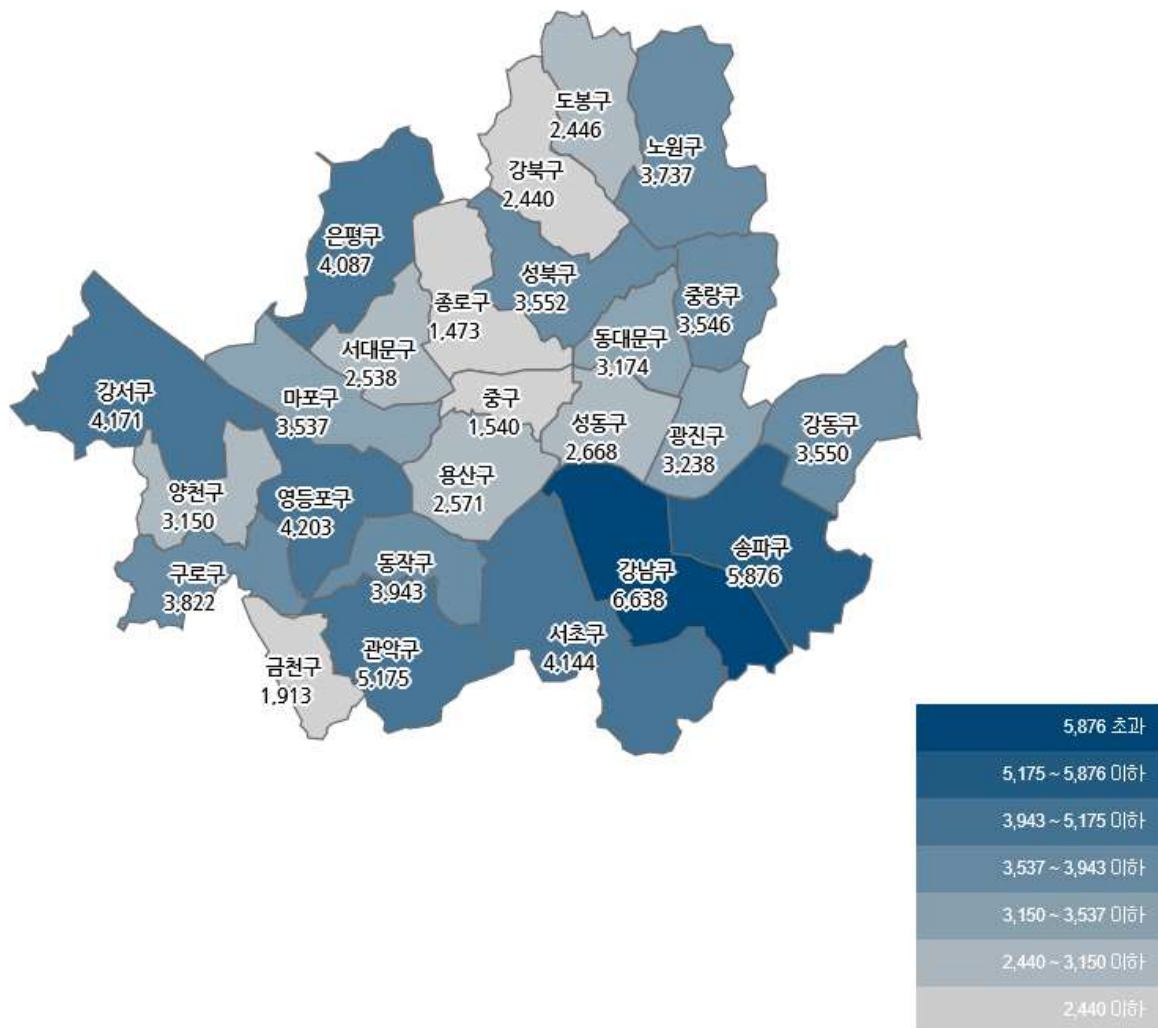 도봉구
2,446
노원구
3,737
강북구
2,440
은평구
4,087
성북구
3,552
중랑구
3,546
종로구
1,473
동대문구
3,174
서대문구
2,538
강서구
4,171
마포구
3,537
중구
1,540
성동구
2,668
광진구
3,238
강동구
3,550
용산구
2,571
양천구
3,150
영등포구
4,203
송파구
5,876
동작구
3,943
강남구
6,638
구로구
3,822
서초구
4,144
관악구
5,175
금천구
1,913
5,876 초과
5,175 ~ 5,876 이하
3,943 ~ 5,175 이하
3,537 ~ 3,943 이하
3,150 ~ 3,537 이하
2,440 ~ 3,150 이하
2,440 이하